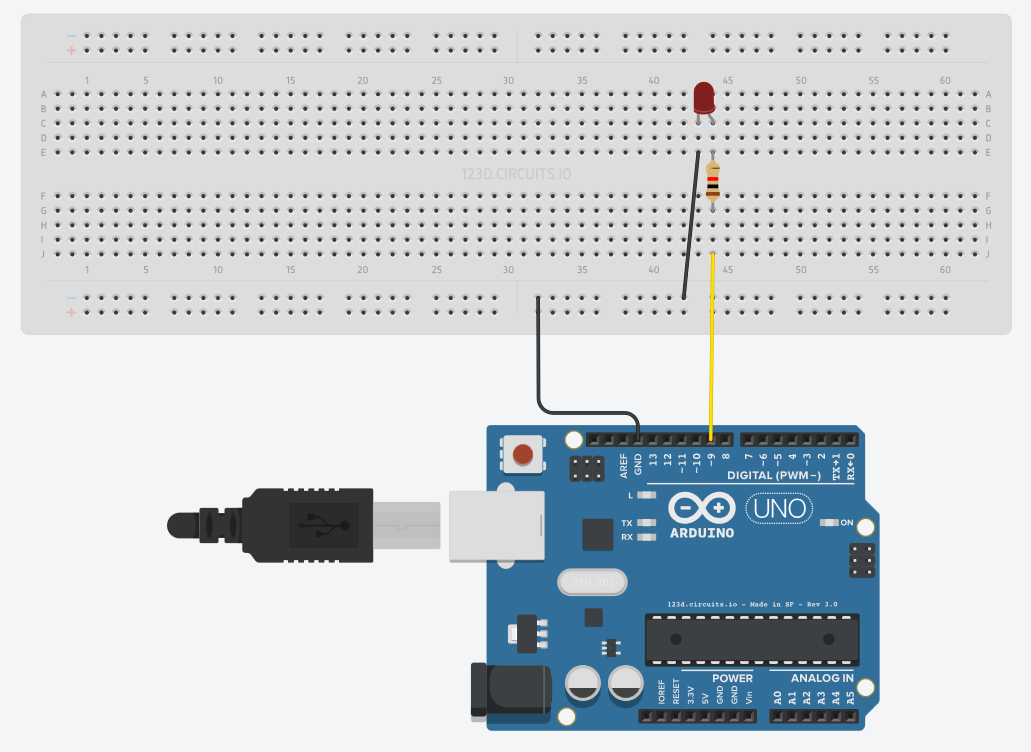 - -
+ +
1 5 10 15 20 25 30 35 40 45 50 55 60
A A
B B
C C
D D
E E
123D.CIRCUITS.IO
F F
G G
H H
I I
J J
1 5 10 15 20 25 30 35 40 45 50 55 60
-
+
AREF GND 13 12 ~11 ~10 ~9 8 7 ~6 ~5 4 ~3 2 TX→1 RX←0
DIGITAL (PWM~)
L
TX
RX
UNO
ARDUINO
ON
123d.circuits.io - Made in SF - Rev 3.0
POWER ANALOG IN
IOREF RESET 3.3V 5V GND GND Vin A0 A1 A2 A3 A4 A5